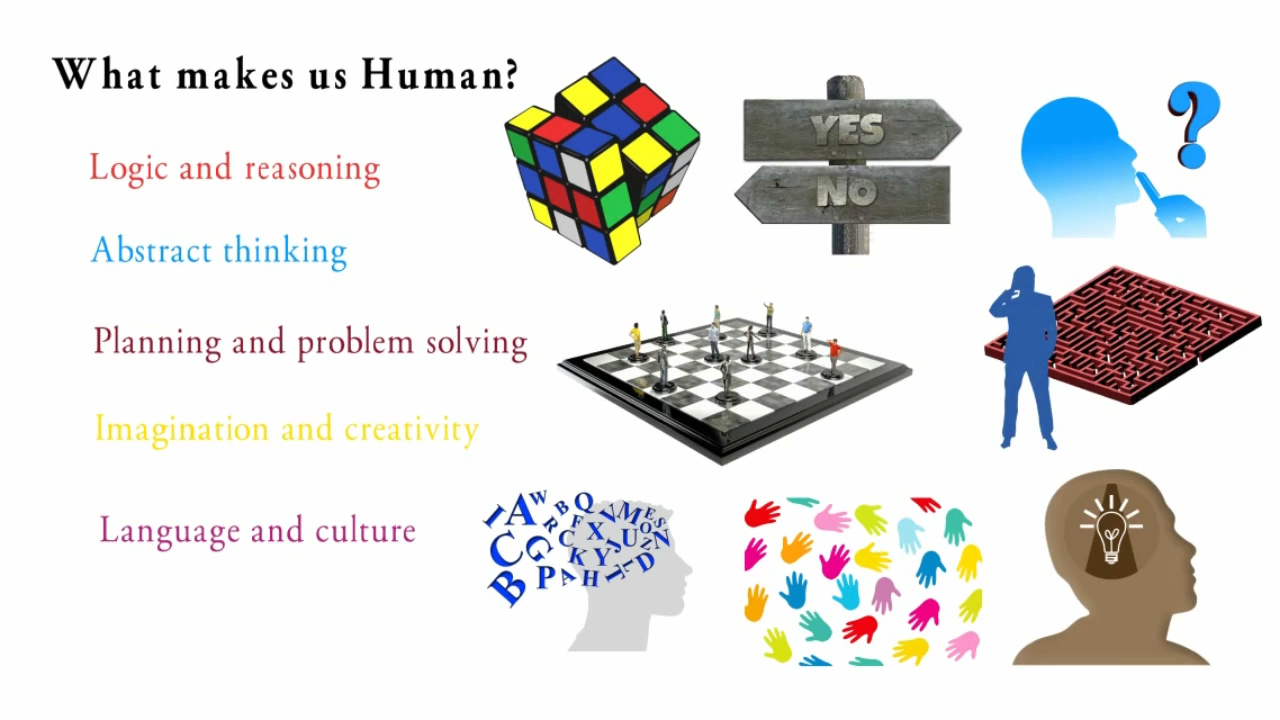 What makes us Human?
Logic and reasoning
Abstract thinking
Planning and problem solving
Imagination and creativity
Language and culture
YES
NO
?